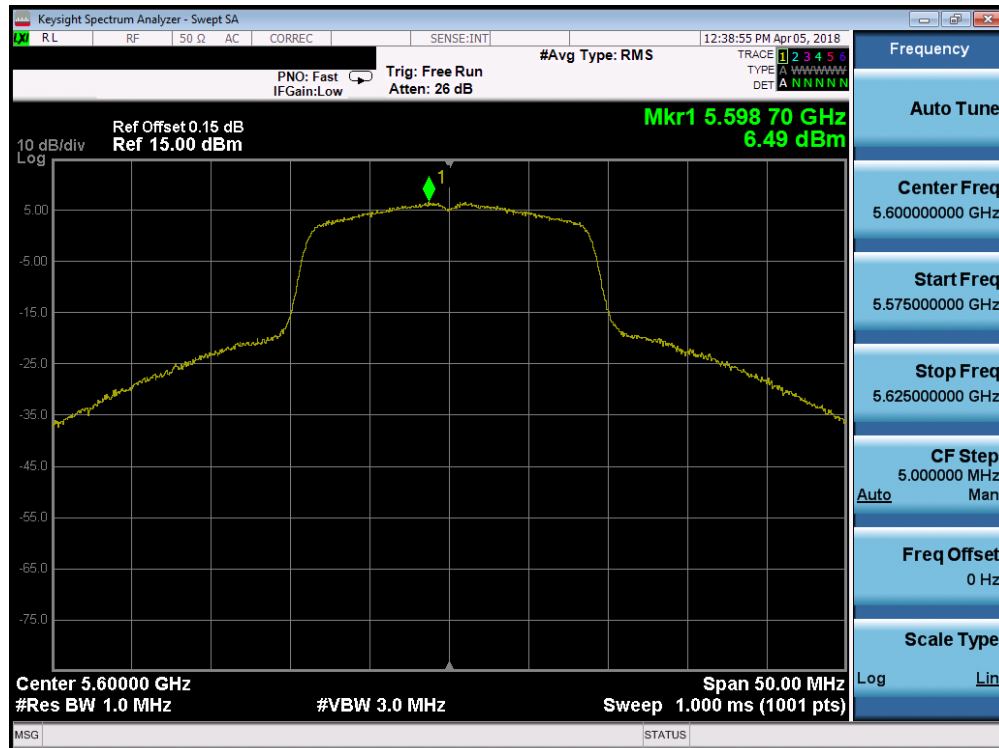 Keysight Spectrum Analyzer - Swept SA
LXI RL RF 50 Ω AC CORREC SENSE:INT 12:38:55 PM Apr 05, 2018
#Avg Type: RMS TRACE 1 2 3 4 5 6
PNO: Fast Trig: Free Run TYPE A WWWWW
IFGain:Low Atten: 26 dB DET A N N N N N
Mkr1 5.598 70 GHz
6.49 dBm
Ref Offset 0.15 dB
10 dB/div Ref 15.00 dBm
Log
1
5.00
-5.00
-15.0
-25.0
-35.0
-45.0
-55.0
-65.0
-75.0
Center 5.60000 GHz Span 50.00 MHz
#Res BW 1.0 MHz #VBW 3.0 MHz Sweep 1.000 ms (1001 pts)
MSG STATUS
Frequency
Auto Tune
Center Freq
5.600000000 GHz
Start Freq
5.575000000 GHz
Stop Freq
5.625000000 GHz
CF Step
5.000000 MHz
Auto Man
Freq Offset
0 Hz
Scale Type
Log Lin